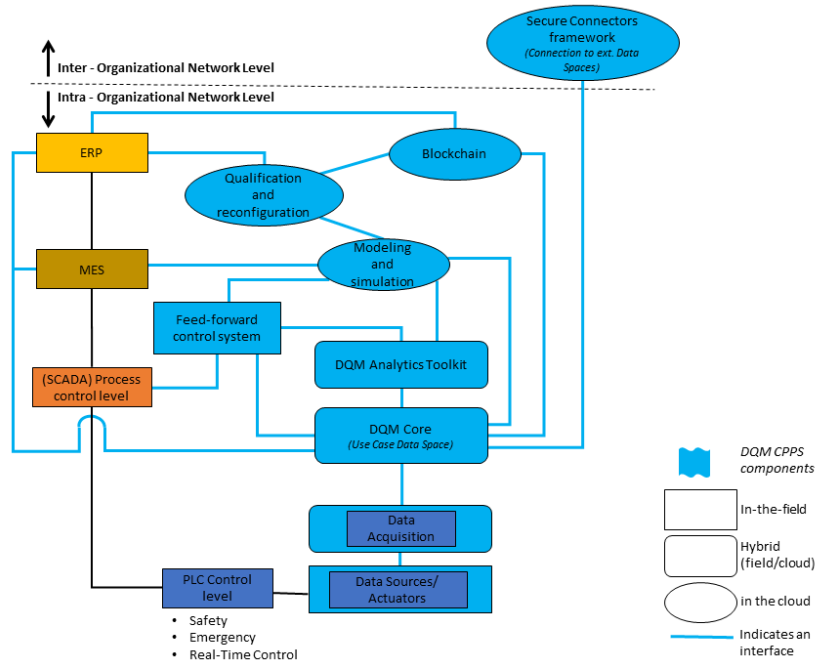 Secure Connectors
framework
(Connection to ext. Data
Spaces)
Inter - Organizational Network Level
Intra - Organizational Network Level
ERP
Blockchain
Qualification
and
reconfiguration
Modeling
and
simulation
MES
Feed-forward
control system
DQM Analytics Toolkit
(SCADA) Process
control level
DQM Core
(Use Case Data Space)
DQM CPPS
components
In-the-field
Data
Acquisition
Hybrid
(field/cloud)
PLC Control
level
Data Sources/
Actuators
in the cloud
• Safety
• Emergency
• Real-Time Control
Indicates an
interface